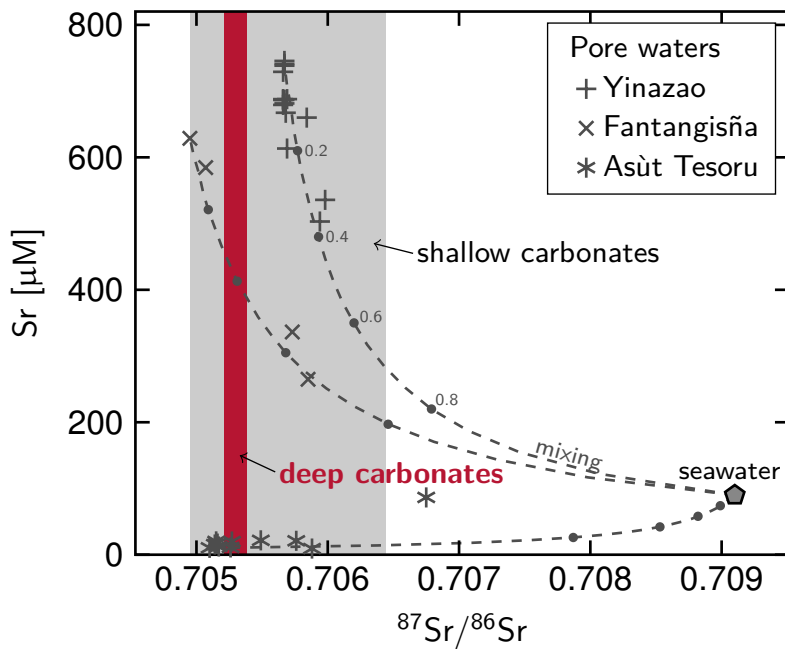 800
600
400
200
0
Sr [μM]
Pore waters
Yinazao
Fantangisña
Asùt Tesoru
0.2
0.4
0.6
0.8
shallow carbonates
mixing
deep carbonates
seawater
0.705
0.706
0.707
0.708
0.709
⁸⁷Sr/⁸⁶Sr